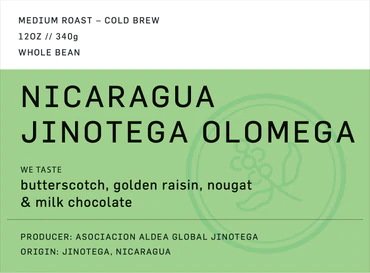 MEDIUM ROAST – COLD BREW
12OZ // 340g
WHOLE BEAN
NICARAGUA
JINOTEGA OLOMEGA
WE TASTE
butterscotch, golden raisin, nougat
& milk chocolate
PRODUCER: ASOCIACION ALDEA GLOBAL JINOTEGA
ORIGIN: JINOTEGA, NICARAGUA